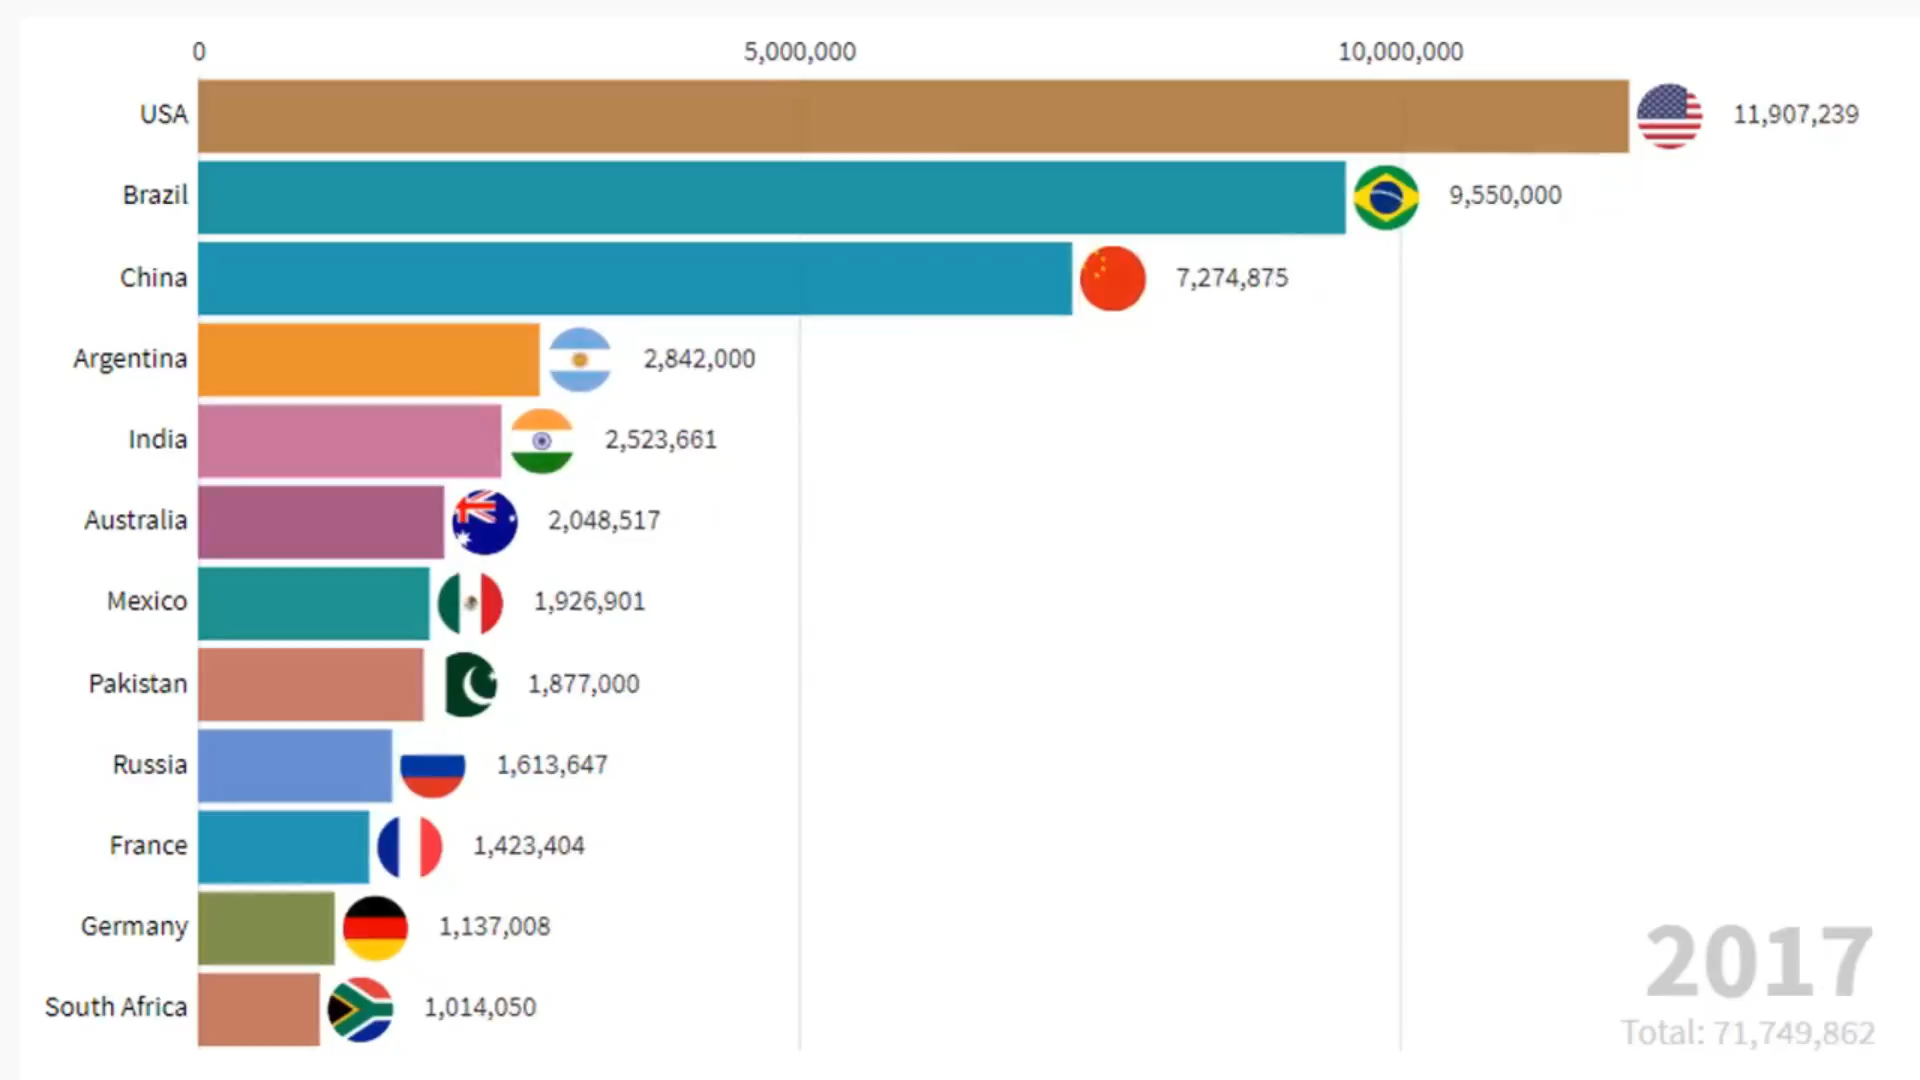 0 5,000,000 10,000,000
USA 11,907,239
Brazil 9,550,000
China 7,274,875
Argentina 2,842,000
India 2,523,661
Australia 2,048,517
Mexico 1,926,901
Pakistan 1,877,000
Russia 1,613,647
France 1,423,404
Germany 1,137,008
South Africa 1,014,050
2017
Total: 71,749,862